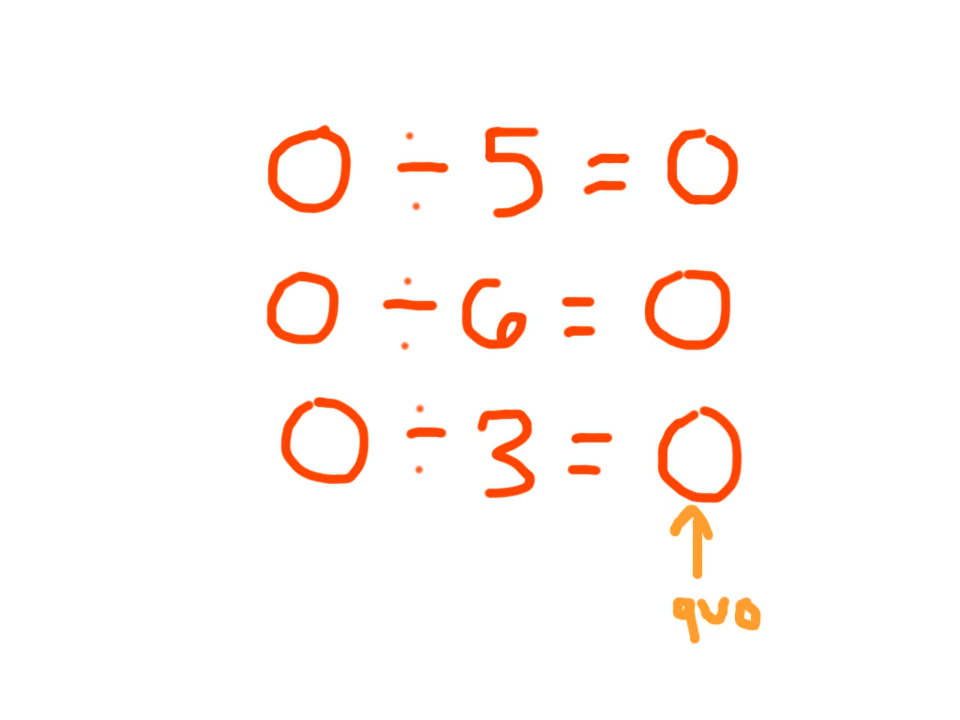 0 ÷ 5 = 0
0 ÷ 6 = 0
0 ÷ 3 = 0
quo